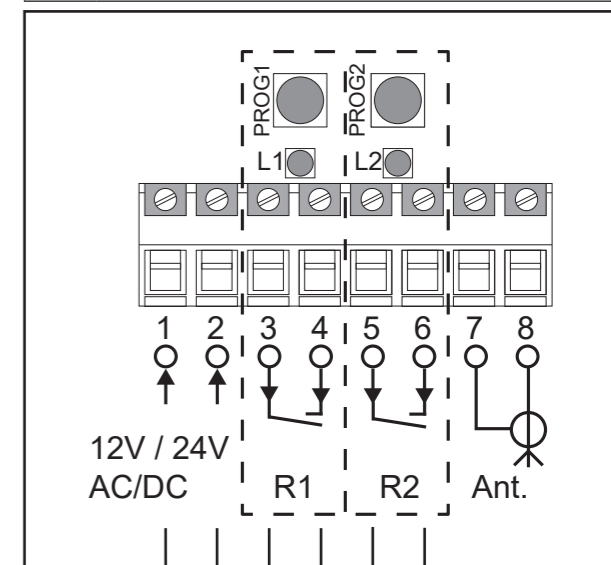 PROG1 PROG2
L1 L2
1 2 3 4 5 6 7 8
12V / 24V
AC/DC R1 R2 Ant.